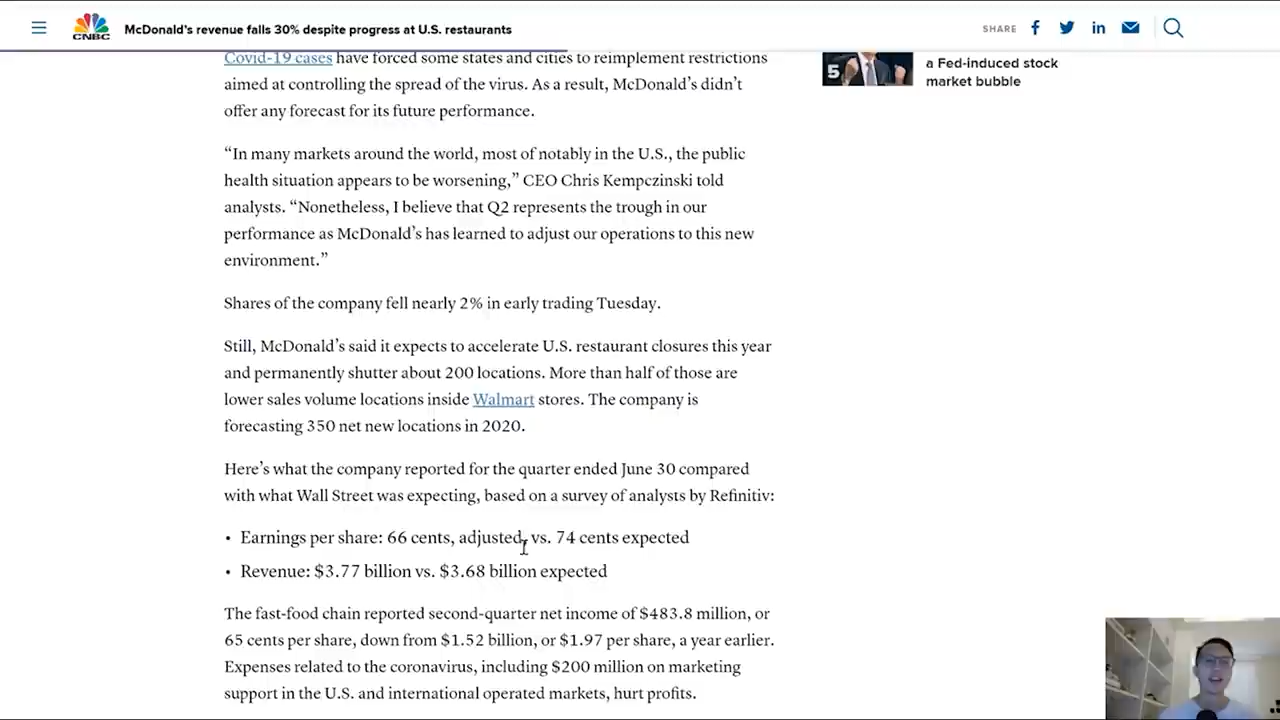 CNBC
McDonald's revenue falls 30% despite progress at U.S. restaurants
SHARE
Covid-19 cases have forced some states and cities to reimplement restrictions
aimed at controlling the spread of the virus. As a result, McDonald's didn't
offer any forecast for its future performance.
“In many markets around the world, most of notably in the U.S., the public
health situation appears to be worsening,” CEO Chris Kempczinski told
analysts. “Nonetheless, I believe that Q2 represents the trough in our
performance as McDonald's has learned to adjust our operations to this new
environment.”
Shares of the company fell nearly 2% in early trading Tuesday.
Still, McDonald's said it expects to accelerate U.S. restaurant closures this year
and permanently shutter about 200 locations. More than half of those are
lower sales volume locations inside Walmart stores. The company is
forecasting 350 net new locations in 2020.
Here's what the company reported for the quarter ended June 30 compared
with what Wall Street was expecting, based on a survey of analysts by Refinitiv:
• Earnings per share: 66 cents, adjusted, vs. 74 cents expected
• Revenue: $3.77 billion vs. $3.68 billion expected
The fast-food chain reported second-quarter net income of $483.8 million, or
65 cents per share, down from $1.52 billion, or $1.97 per share, a year earlier.
Expenses related to the coronavirus, including $200 million on marketing
support in the U.S. and international operated markets, hurt profits.
5
a Fed-induced stock
market bubble